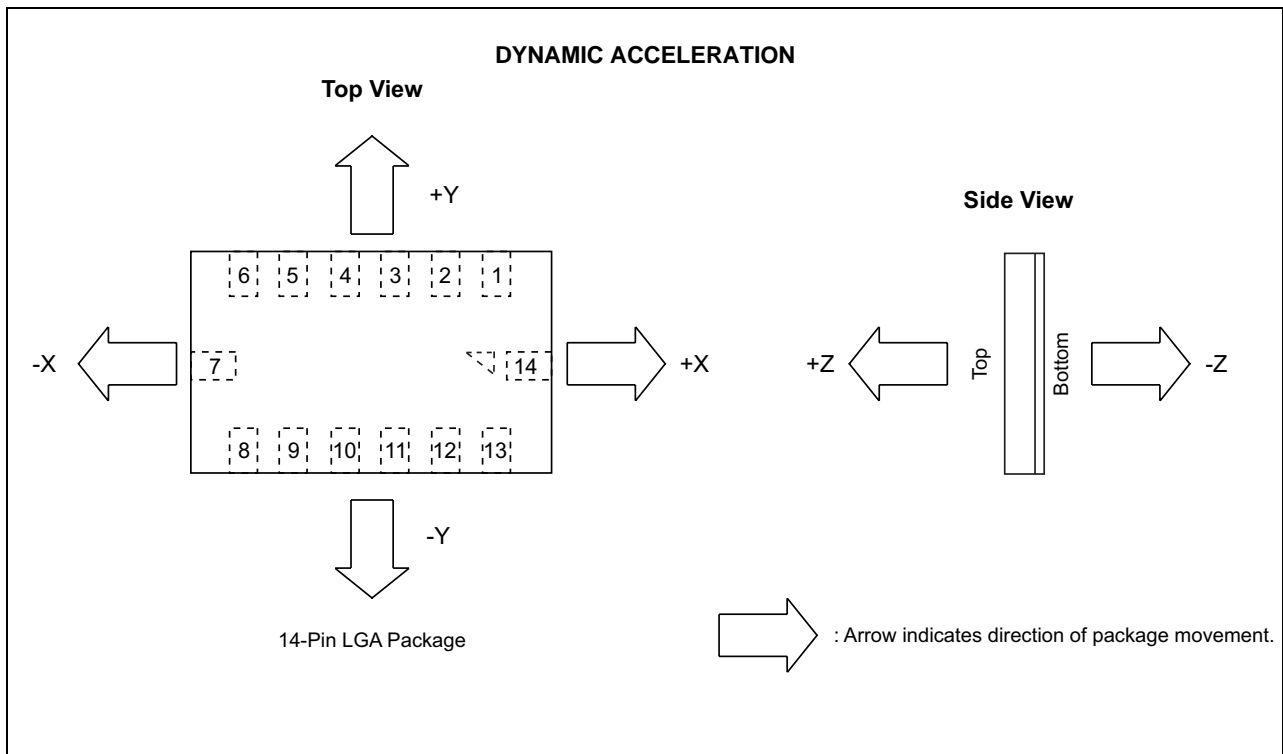 DYNAMIC ACCELERATION
Top View
+Y
Side View
6 5 4 3 2 1
-X
7
14
+X
+Z
Top
Bottom
-Z
8 9 10 11 12 13
-Y
14-Pin LGA Package
: Arrow indicates direction of package movement.